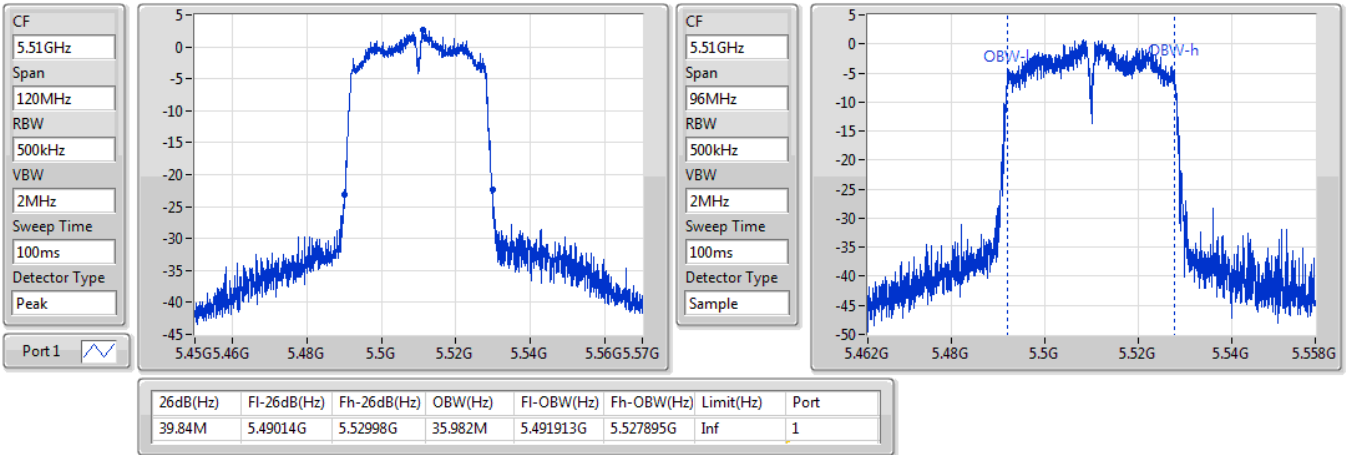 CF
5.51GHz
Span
120MHz
RBW
500kHz
VBW
2MHz
Sweep Time
100ms
Detector Type
Peak
Port 1
5
0
-5
-10
-15
-20
-25
-30
-35
-40
-45
5.45G 5.46G 5.48G 5.5G 5.52G 5.54G 5.56G 5.57G
CF
5.51GHz
Span
96MHz
RBW
500kHz
VBW
2MHz
Sweep Time
100ms
Detector Type
Sample
5
0
-5
-10
-15
-20
-25
-30
-35
-40
-45
-50
OBW-l OBW-h
5.462G 5.48G 5.5G 5.52G 5.54G 5.558G
26dB(Hz) Fl-26dB(Hz) Fh-26dB(Hz) OBW(Hz) Fl-OBW(Hz) Fh-OBW(Hz) Limit(Hz) Port
39.84M 5.49014G 5.52998G 35.982M 5.491913G 5.527895G Inf 1